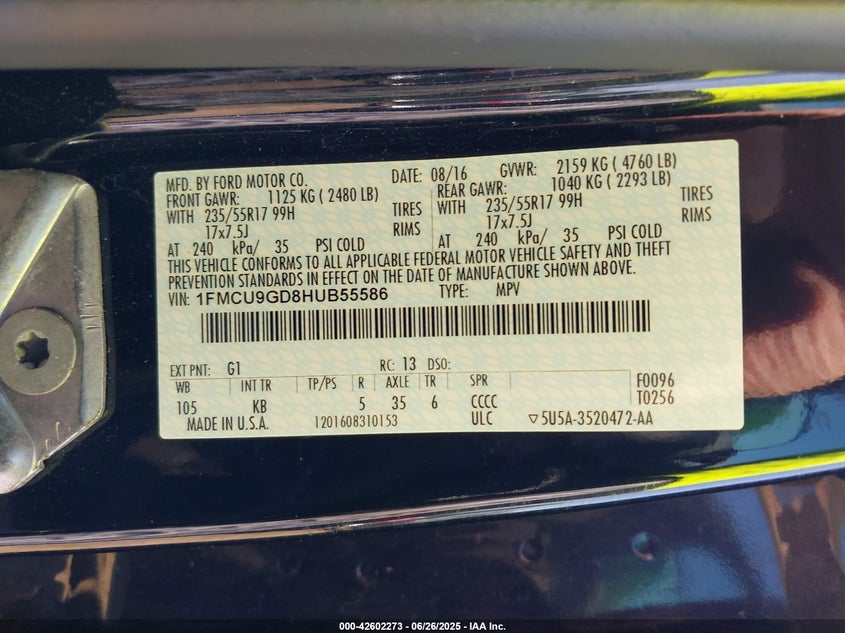 MFD. BY FORD MOTOR CO. DATE: 08/16 GVWR: 2159 KG ( 4760 LB)
FRONT GAWR: 1125 KG ( 2480 LB) REAR GAWR: 1040 KG ( 2293 LB)
WITH 235/55R17 99H TIRES WITH 235/55R17 99H TIRES
17x7.5J RIMS 17x7.5J RIMS
AT 240 kPa/ 35 PSI COLD AT 240 kPa/ 35 PSI COLD
THIS VEHICLE CONFORMS TO ALL APPLICABLE FEDERAL MOTOR VEHICLE SAFETY AND THEFT
PREVENTION STANDARDS IN EFFECT ON THE DATE OF MANUFACTURE SHOWN ABOVE.
VIN: 1FMCU9GD8HUB55586 TYPE: MPV
EXT PNT: G1 RC: 13 DSO:
WB INT TR TP/PS R AXLE TR SPR F0096
105 KB 5 35 6 CCCC T0256
MADE IN U.S.A. 1201608310153 ULC ▽5U5A-3520472-AA
000-42602273 - 06/26/2025 - IAA Inc.